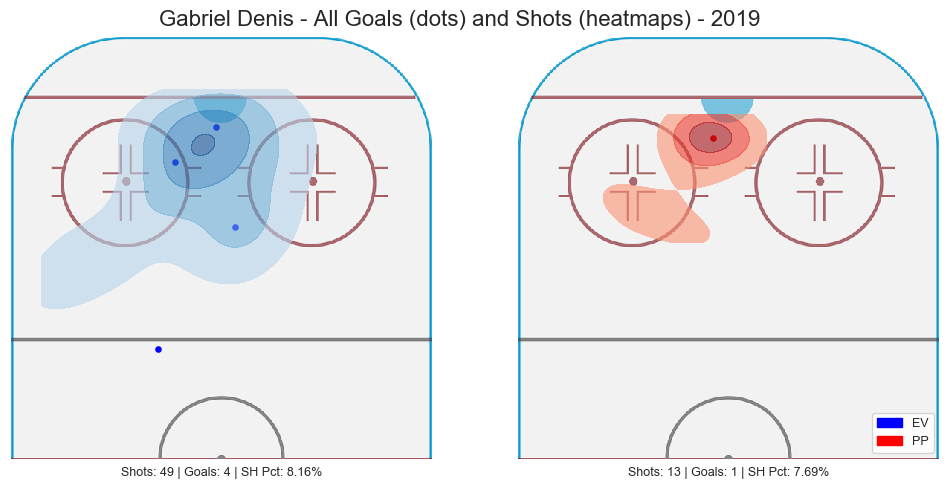 Gabriel Denis - All Goals (dots) and Shots (heatmaps) - 2019
EV
PP
Shots: 49 | Goals: 4 | SH Pct: 8.16%
Shots: 13 | Goals: 1 | SH Pct: 7.69%